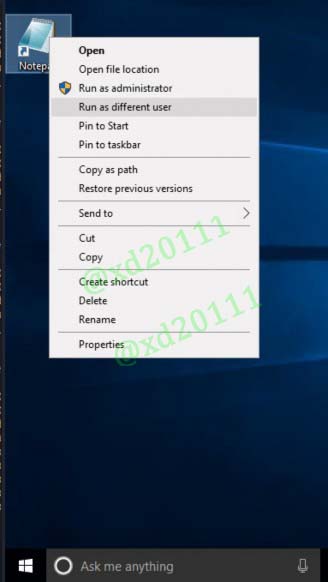 Notepa
Open
Open file location
Run as administrator
Run as different user
Pin to Start
Pin to taskbar
Copy as path
Restore previous versions
Send to
Cut
Copy
Create shortcut
Delete
Rename
Properties
@xd20111
@xd20111
Ask me anything